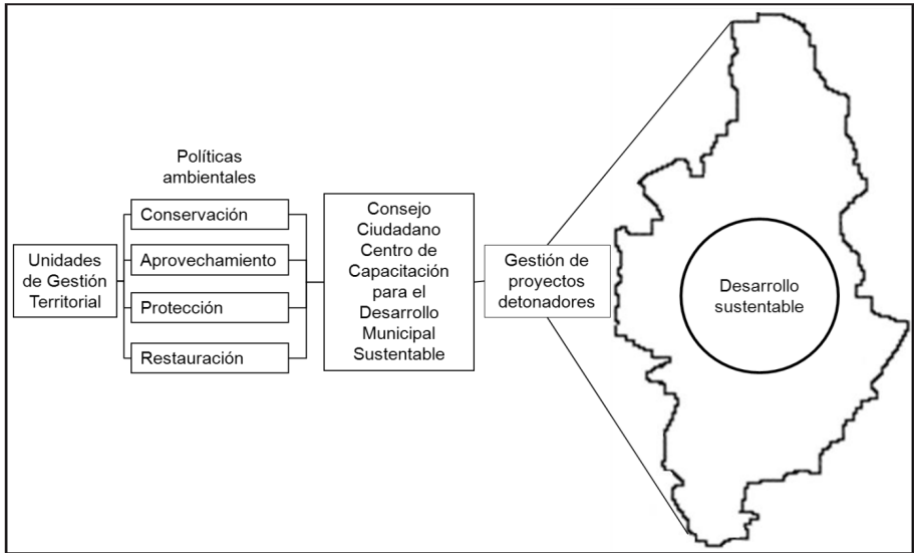 Políticas
ambientales
Unidades
de Gestión
Territorial
Conservación
Aprovechamiento
Protección
Restauración
Consejo
Ciudadano
Centro de
Capacitación
para el
Desarrollo
Municipal
Sustentable
Gestión de
proyectos
detonadores
Desarrollo
sustentable